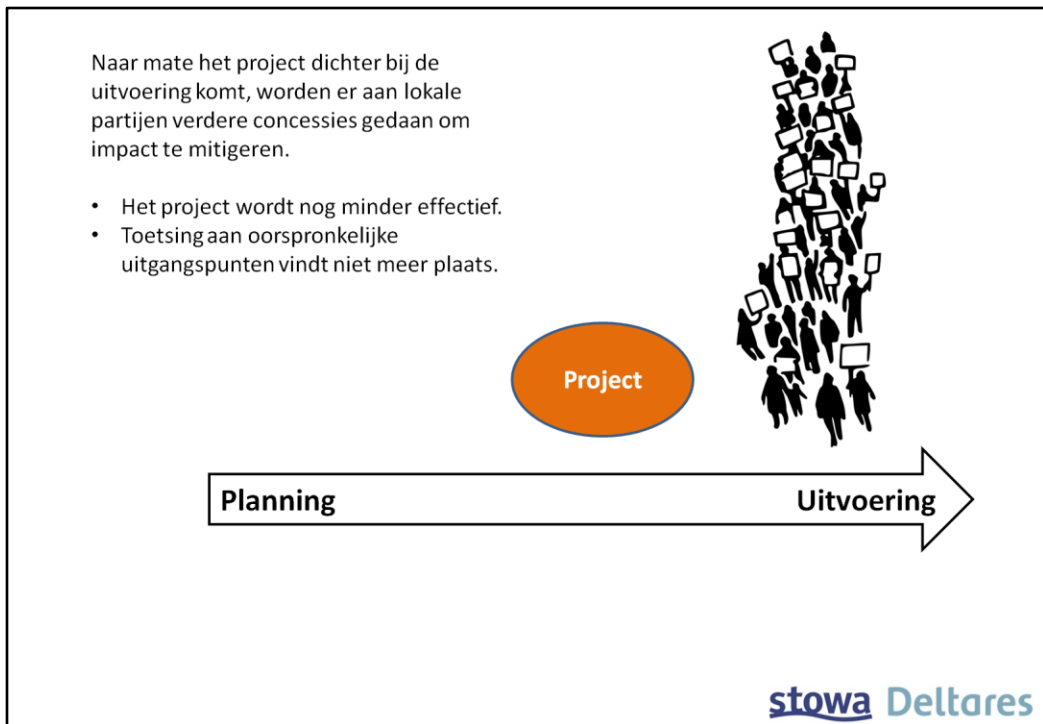 Naar mate het project dichter bij de
uitvoering komt, worden er aan lokale
partijen verdere concessies gedaan om
impact te mitigeren.
• Het project wordt nog minder effectief.
• Toetsing aan oorspronkelijke
uitgangspunten vindt niet meer plaats.
Project
Planning
Uitvoering
stowa Deltares